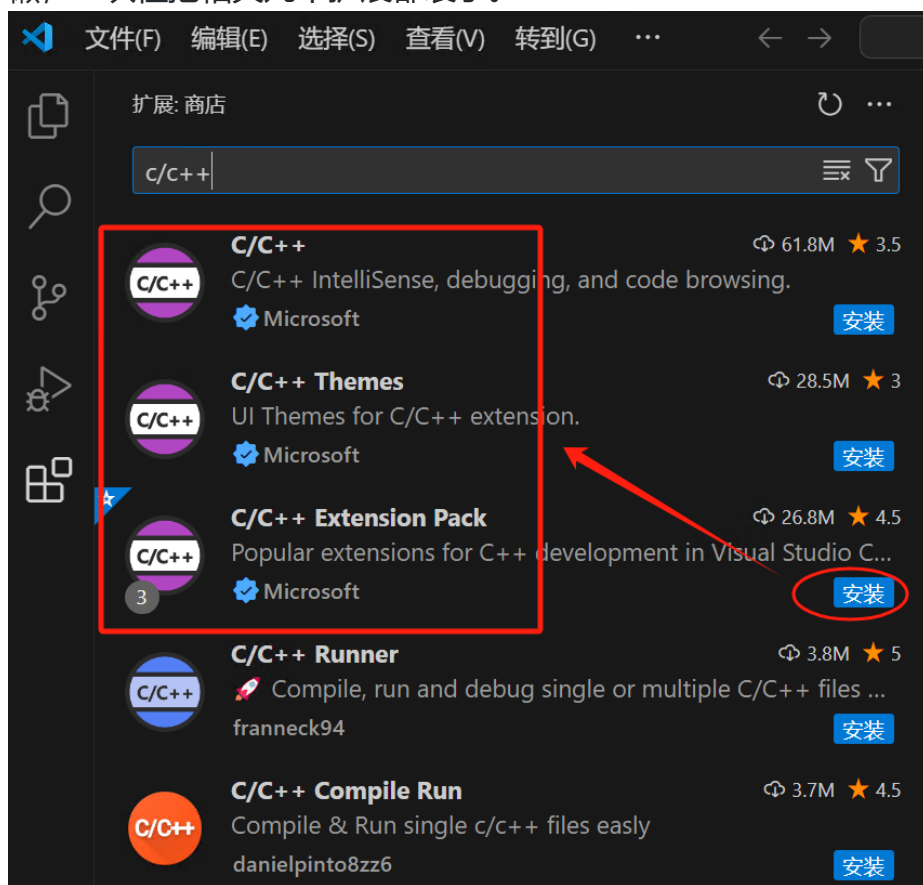 文件(F) 编辑(E) 选择(S) 查看(V) 转到(G) ···
扩展: 商店
c/c++
C/C++ 61.8M ★ 3.5
C/C++ IntelliSense, debugging, and code browsing.
Microsoft 安装
C/C++ Themes 28.5M ★ 3
UI Themes for C/C++ extension.
Microsoft 安装
C/C++ Extension Pack 26.8M ★ 4.5
Popular extensions for C++ development in Visual Studio C...
3 Microsoft 安装
C/C++ Runner 3.8M ★ 5
🚀 Compile, run and debug single or multiple C/C++ files ...
franneck94 安装
C/C++ Compile Run 3.7M ★ 4.5
Compile & Run single c/c++ files easly
danielpinto8zz6 安装
C/C++
C/C++
C/C++
C/C++
C/C++